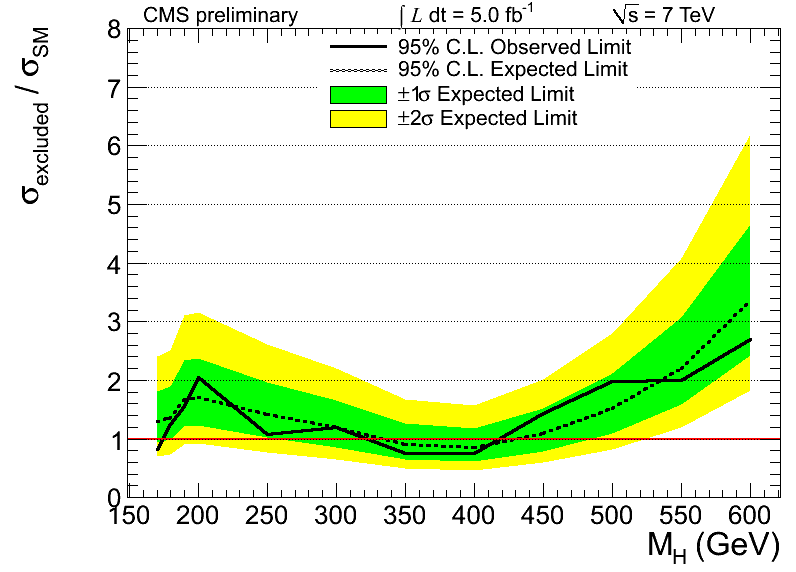 CMS preliminary ∫ L dt = 5.0 fb⁻¹ √s = 7 TeV
95% C.L. Observed Limit
95% C.L. Expected Limit
±1σ Expected Limit
±2σ Expected Limit
σexcluded / σSM
8
7
6
5
4
3
2
1
0
150 200 250 300 350 400 450 500 550 600
MH (GeV)